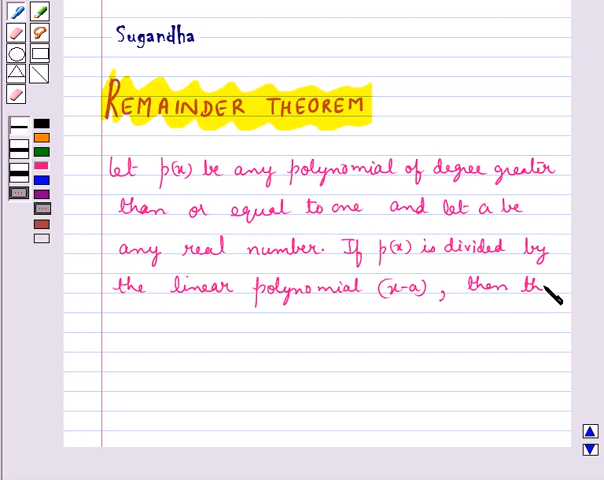 Sugandha
REMAINDER THEOREM
Let p(x) be any polynomial of degree greater
than or equal to one and let a be
any real number. If p(x) is divided by
the linear polynomial (x-a), then th